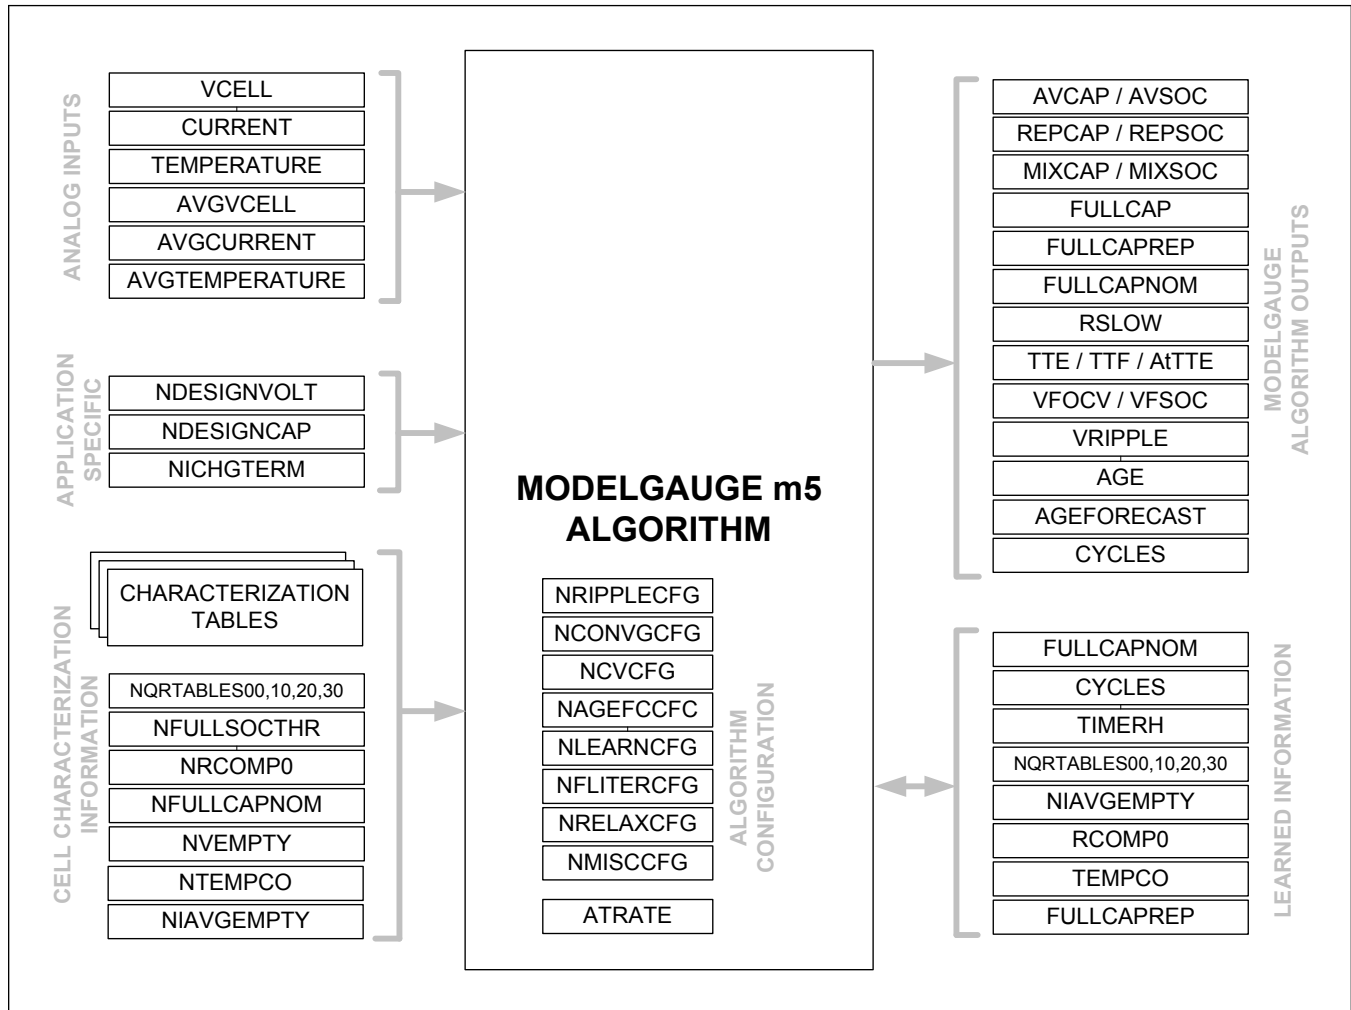 ANALOG INPUTS
VCELL
CURRENT
TEMPERATURE
AVGVCELL
AVGCURRENT
AVGTEMPERATURE
APPLICATION
SPECIFIC
NDESIGNVOLT
NDESIGNCAP
NICHGTERM
CELL CHARACTERIZATION
INFORMATION
CHARACTERIZATION
TABLES
NQRTABLES00,10,20,30
NFULLSOCTHR
NRCOMP0
NFULLCAPNOM
NVEMPTY
NTEMPCO
NIAVGEMPTY
MODELGAUGE m5
ALGORITHM
NRIPPLECFG
NCONVGCFG
NCVCFG
NAGEFCCFC
NLEARNCFG
NFLITERCFG
NRELAXCFG
NMISCCFG
ATRATE
ALGORITHM
CONFIGURATION
AVCAP / AVSOC
REPCAP / REPSOC
MIXCAP / MIXSOC
FULLCAP
FULLCAPREP
FULLCAPNOM
RSLOW
TTE / TTF / AtTTE
VFOCV / VFSOC
VRIPPLE
AGE
AGEFORECAST
CYCLES
MODELGAUGE
ALGORITHM OUTPUTS
FULLCAPNOM
CYCLES
TIMERH
NQRTABLES00,10,20,30
NIAVGEMPTY
RCOMP0
TEMPCO
FULLCAPREP
LEARNED INFORMATION